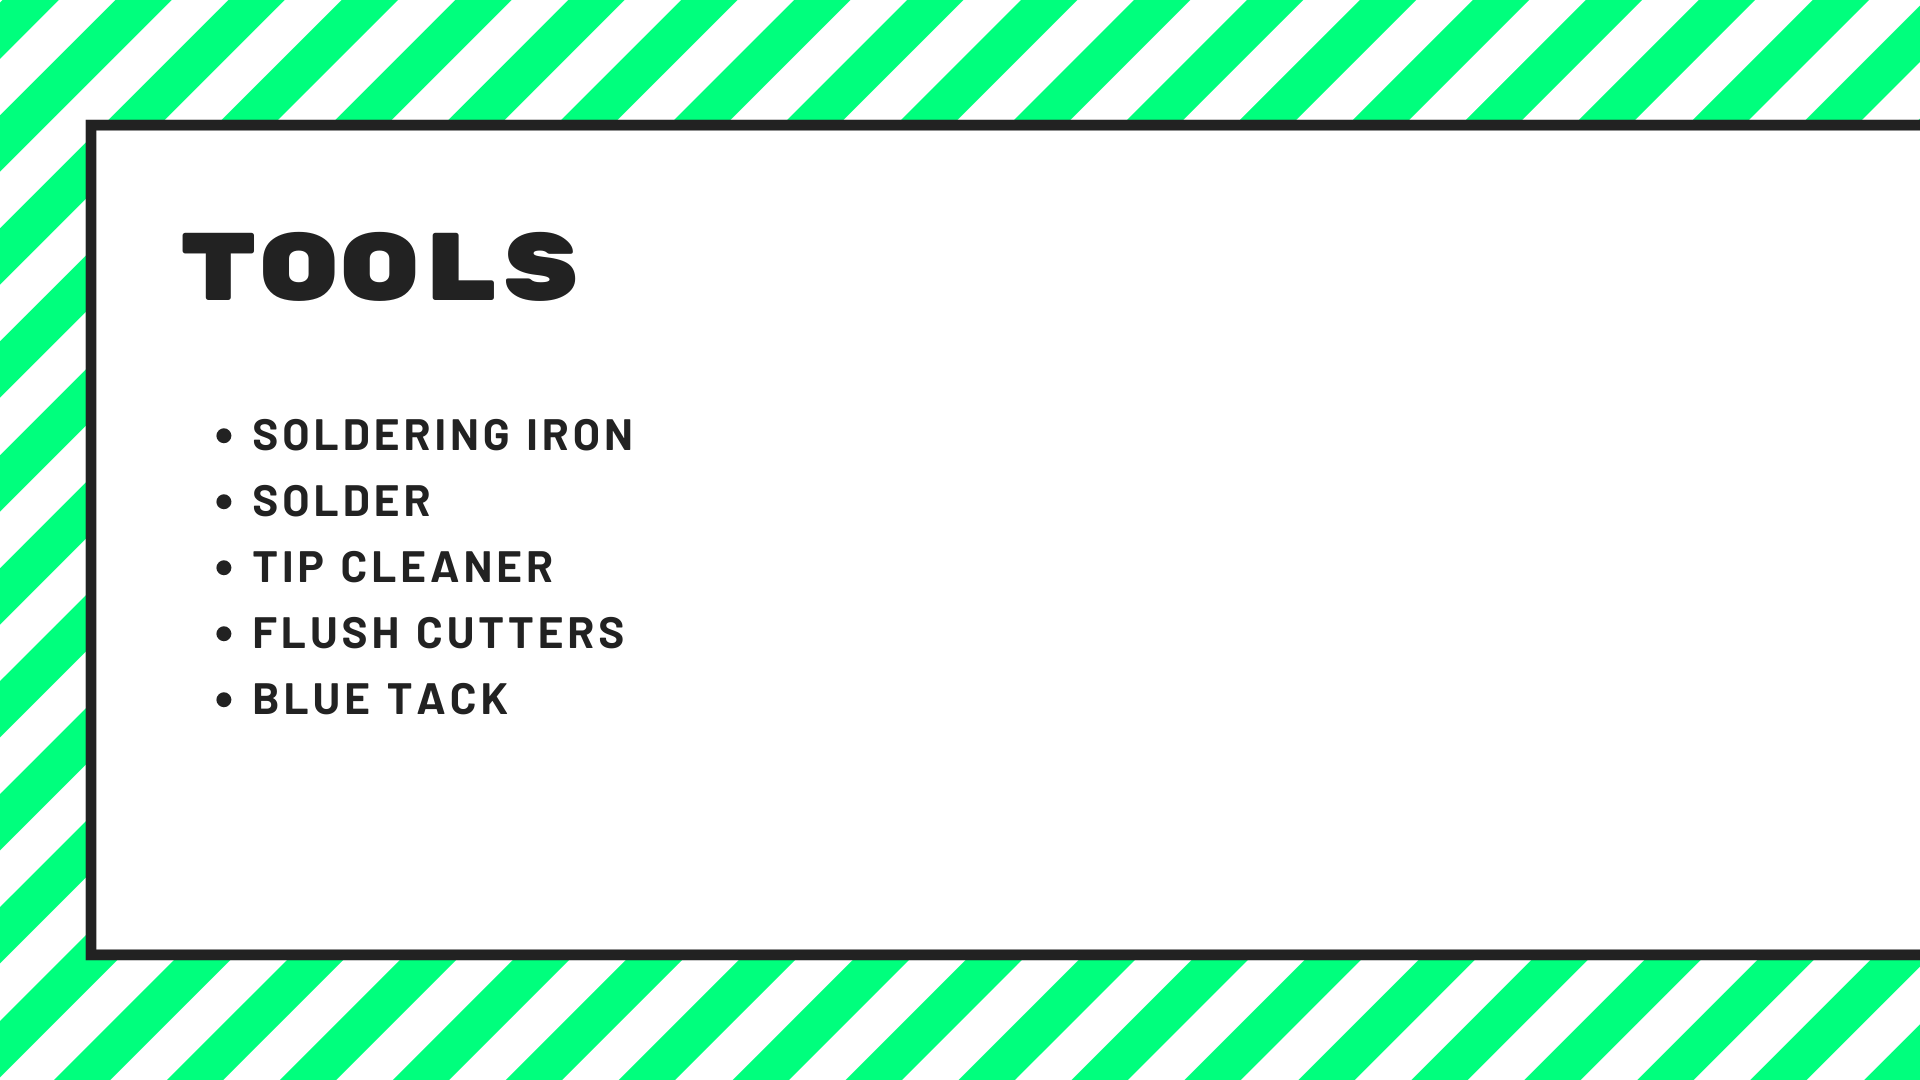 TOOLS
• SOLDERING IRON
• SOLDER
• TIP CLEANER
• FLUSH CUTTERS
• BLUE TACK